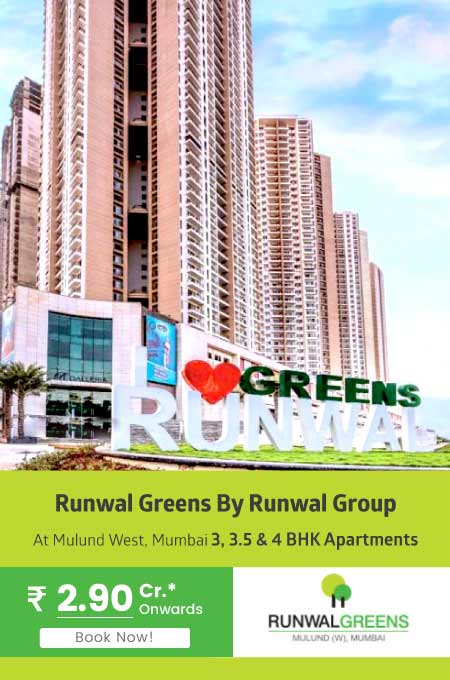 I ❤ GREENS
RUNWAL
Runwal Greens By Runwal Group
At Mulund West, Mumbai 3, 3.5 & 4 BHK Apartments
₹ 2.90 Cr.*
Onwards
Book Now!
RUNWALGREENS
MULUND (W), MUMBAI